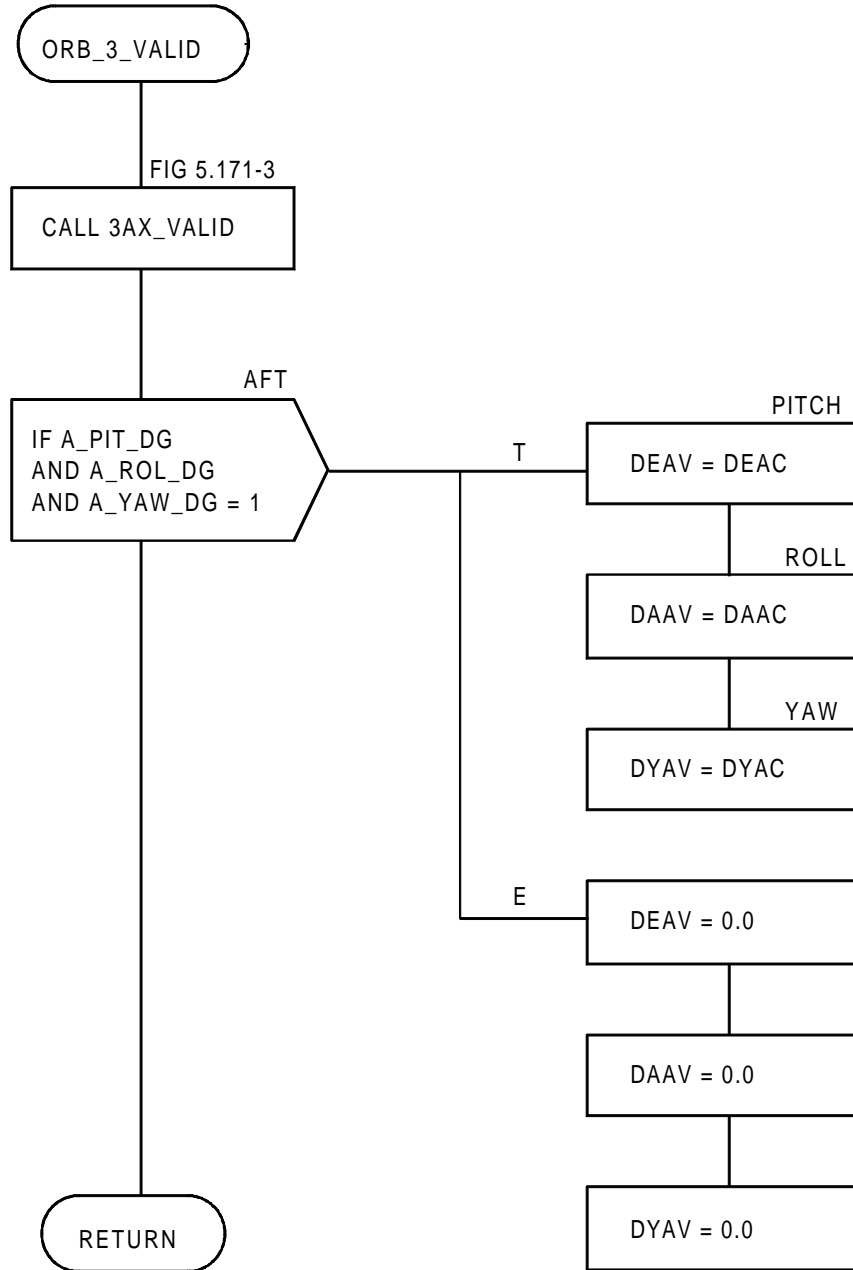 ORB_3_VALID
FIG 5.171-3
CALL 3AX_VALID
AFT
IF A_PIT_DG
AND A_ROL_DG
AND A_YAW_DG = 1
T
PITCH
DEAV = DEAC
ROLL
DAAV = DAAC
YAW
DYAV = DYAC
E
DEAV = 0.0
DAAV = 0.0
DYAV = 0.0
RETURN